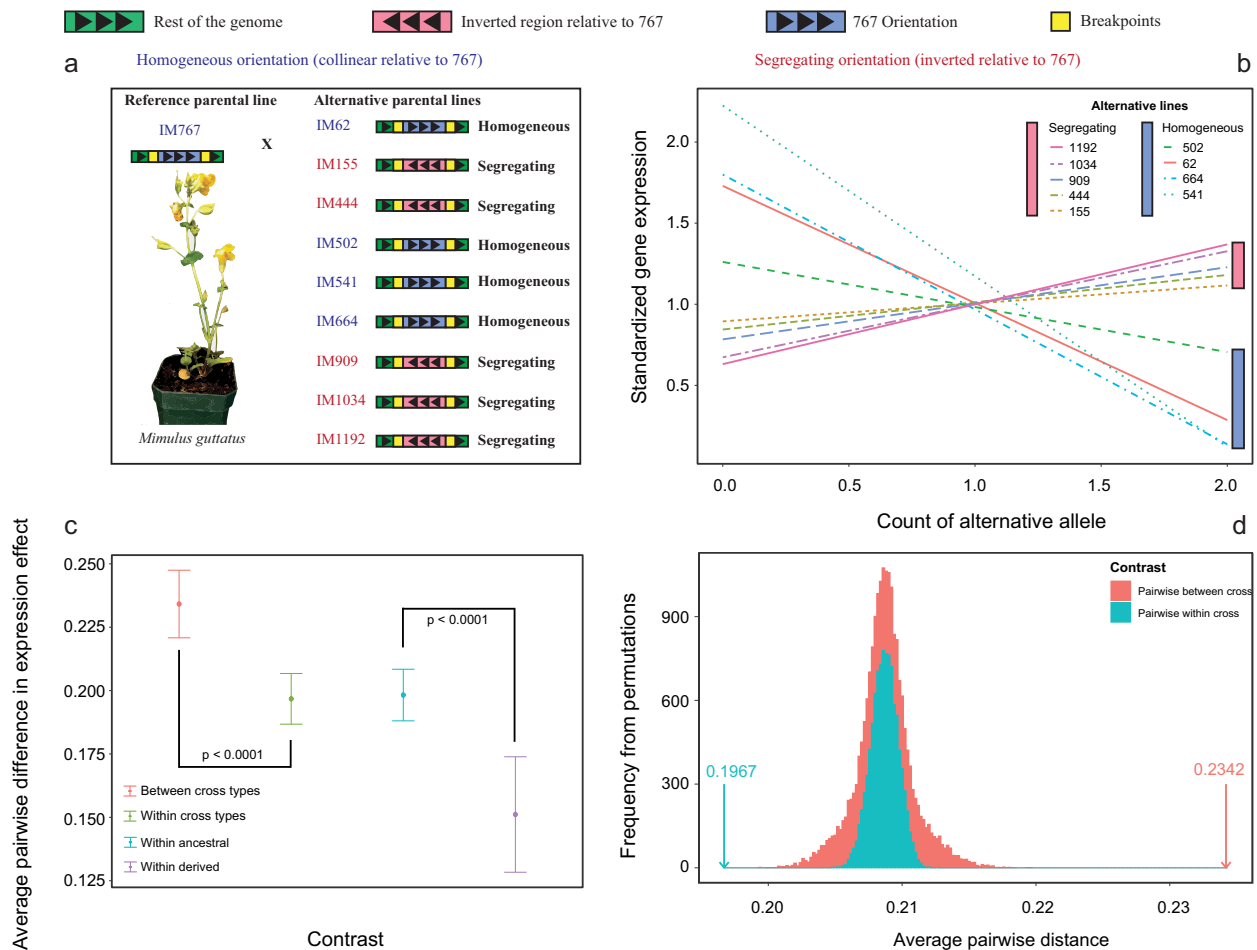 Rest of the genome
Inverted region relative to 767
767 Orientation
Breakpoints
a
Homogeneous orientation (collinear relative to 767)
Segregating orientation (inverted relative to 767)
b
Reference parental line
Alternative parental lines
IM767
X
IM62
Homogeneous
IM155
Segregating
IM444
Segregating
IM502
Homogeneous
IM541
Homogeneous
IM664
Homogeneous
IM909
Segregating
IM1034
Segregating
IM1192
Segregating
Mimulus guttatus
Standardized gene expression
2.0
1.5
1.0
0.5
Alternative lines
Segregating
1192
1034
909
444
155
Homogeneous
502
62
664
541
0.0
0.5
1.0
1.5
2.0
Count of alternative allele
c
Average pairwise difference in expression effect
0.250
0.225
0.200
0.175
0.150
0.125
p < 0.0001
p < 0.0001
Between cross types
Within cross types
Within ancestral
Within derived
Contrast
d
Frequency from permutations
900
600
300
0
Contrast
Pairwise between cross
Pairwise within cross
0.1967
0.2342
0.20
0.21
0.22
0.23
Average pairwise distance